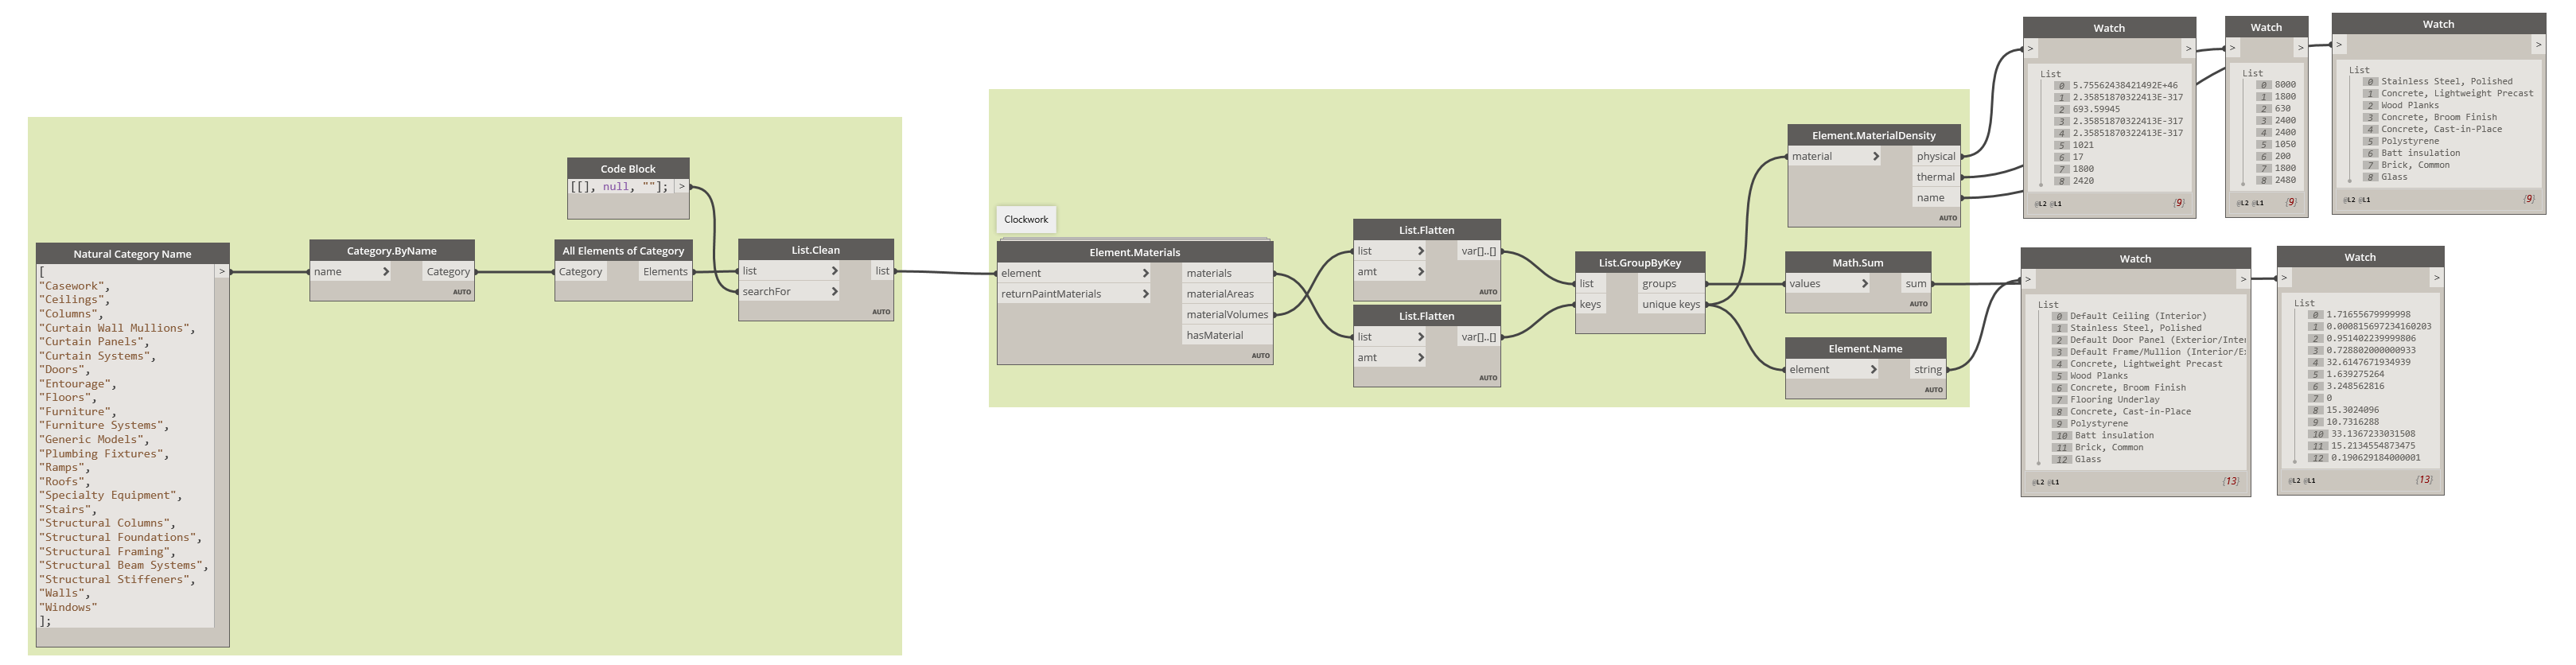 Natural Category Name
[
"Casework",
"Ceilings",
"Columns",
"Curtain Wall Mullions",
"Curtain Panels",
"Curtain Systems",
"Doors",
"Entourage",
"Floors",
"Furniture",
"Furniture Systems",
"Generic Models",
"Plumbing Fixtures",
"Ramps",
"Roofs",
"Specialty Equipment",
"Stairs",
"Structural Columns",
"Structural Foundations",
"Structural Framing",
"Structural Beam Systems",
"Structural Stiffeners",
"Walls",
"Windows"
];
>
Category.ByName
name > Category
AUTO
Code Block
[[], null, ""]; >
All Elements of Category
Category Elements
List.Clean
list > list
searchFor >
AUTO
Clockwork
Element.Materials
element > materials
returnPaintMaterials > materialAreas
materialVolumes
hasMaterial
AUTO
List.Flatten
list > var[]..[]
amt >
AUTO
List.Flatten
list > var[]..[]
amt >
AUTO
List.GroupByKey
list groups
keys unique keys
Element.MaterialDensity
material > physical
thermal
name
AUTO
Math.Sum
values > sum
AUTO
Element.Name
element > string
AUTO
Watch
> >
List
0 5.75562438421492E+46
1 2.35851870322413E-317
2 693.59945
3 2.35851870322413E-317
4 2.35851870322413E-317
5 1021
6 17
7 1800
8 2420
@L2 @L1 {9}
Watch
> >
List
0 8000
1 1800
2 630
3 2400
4 2400
5 1050
6 200
7 1800
8 2480
@L2 @L1 {9}
Watch
> >
List
0 Stainless Steel, Polished
1 Concrete, Lightweight Precast
2 Wood Planks
3 Concrete, Broom Finish
4 Concrete, Cast-in-Place
5 Polystyrene
6 Batt insulation
7 Brick, Common
8 Glass
@L2 @L1 {9}
Watch
> >
List
0 Default Ceiling (Interior)
1 Stainless Steel, Polished
2 Default Door Panel (Exterior/Inter
3 Default Frame/Mullion (Interior/E
4 Concrete, Lightweight Precast
5 Wood Planks
6 Concrete, Broom Finish
7 Flooring Underlay
8 Concrete, Cast-in-Place
9 Polystyrene
10 Batt insulation
11 Brick, Common
12 Glass
@L2 @L1 {13}
Watch
> >
List
0 1.71655679999998
1 0.000815697234160203
2 0.951402239999806
3 0.728802000000933
4 32.6147671934939
5 1.639275264
6 3.248562816
7 0
8 15.3024096
9 10.7316288
10 33.1367233031508
11 15.2134554873475
12 0.190629184000001
@L2 @L1 {13}